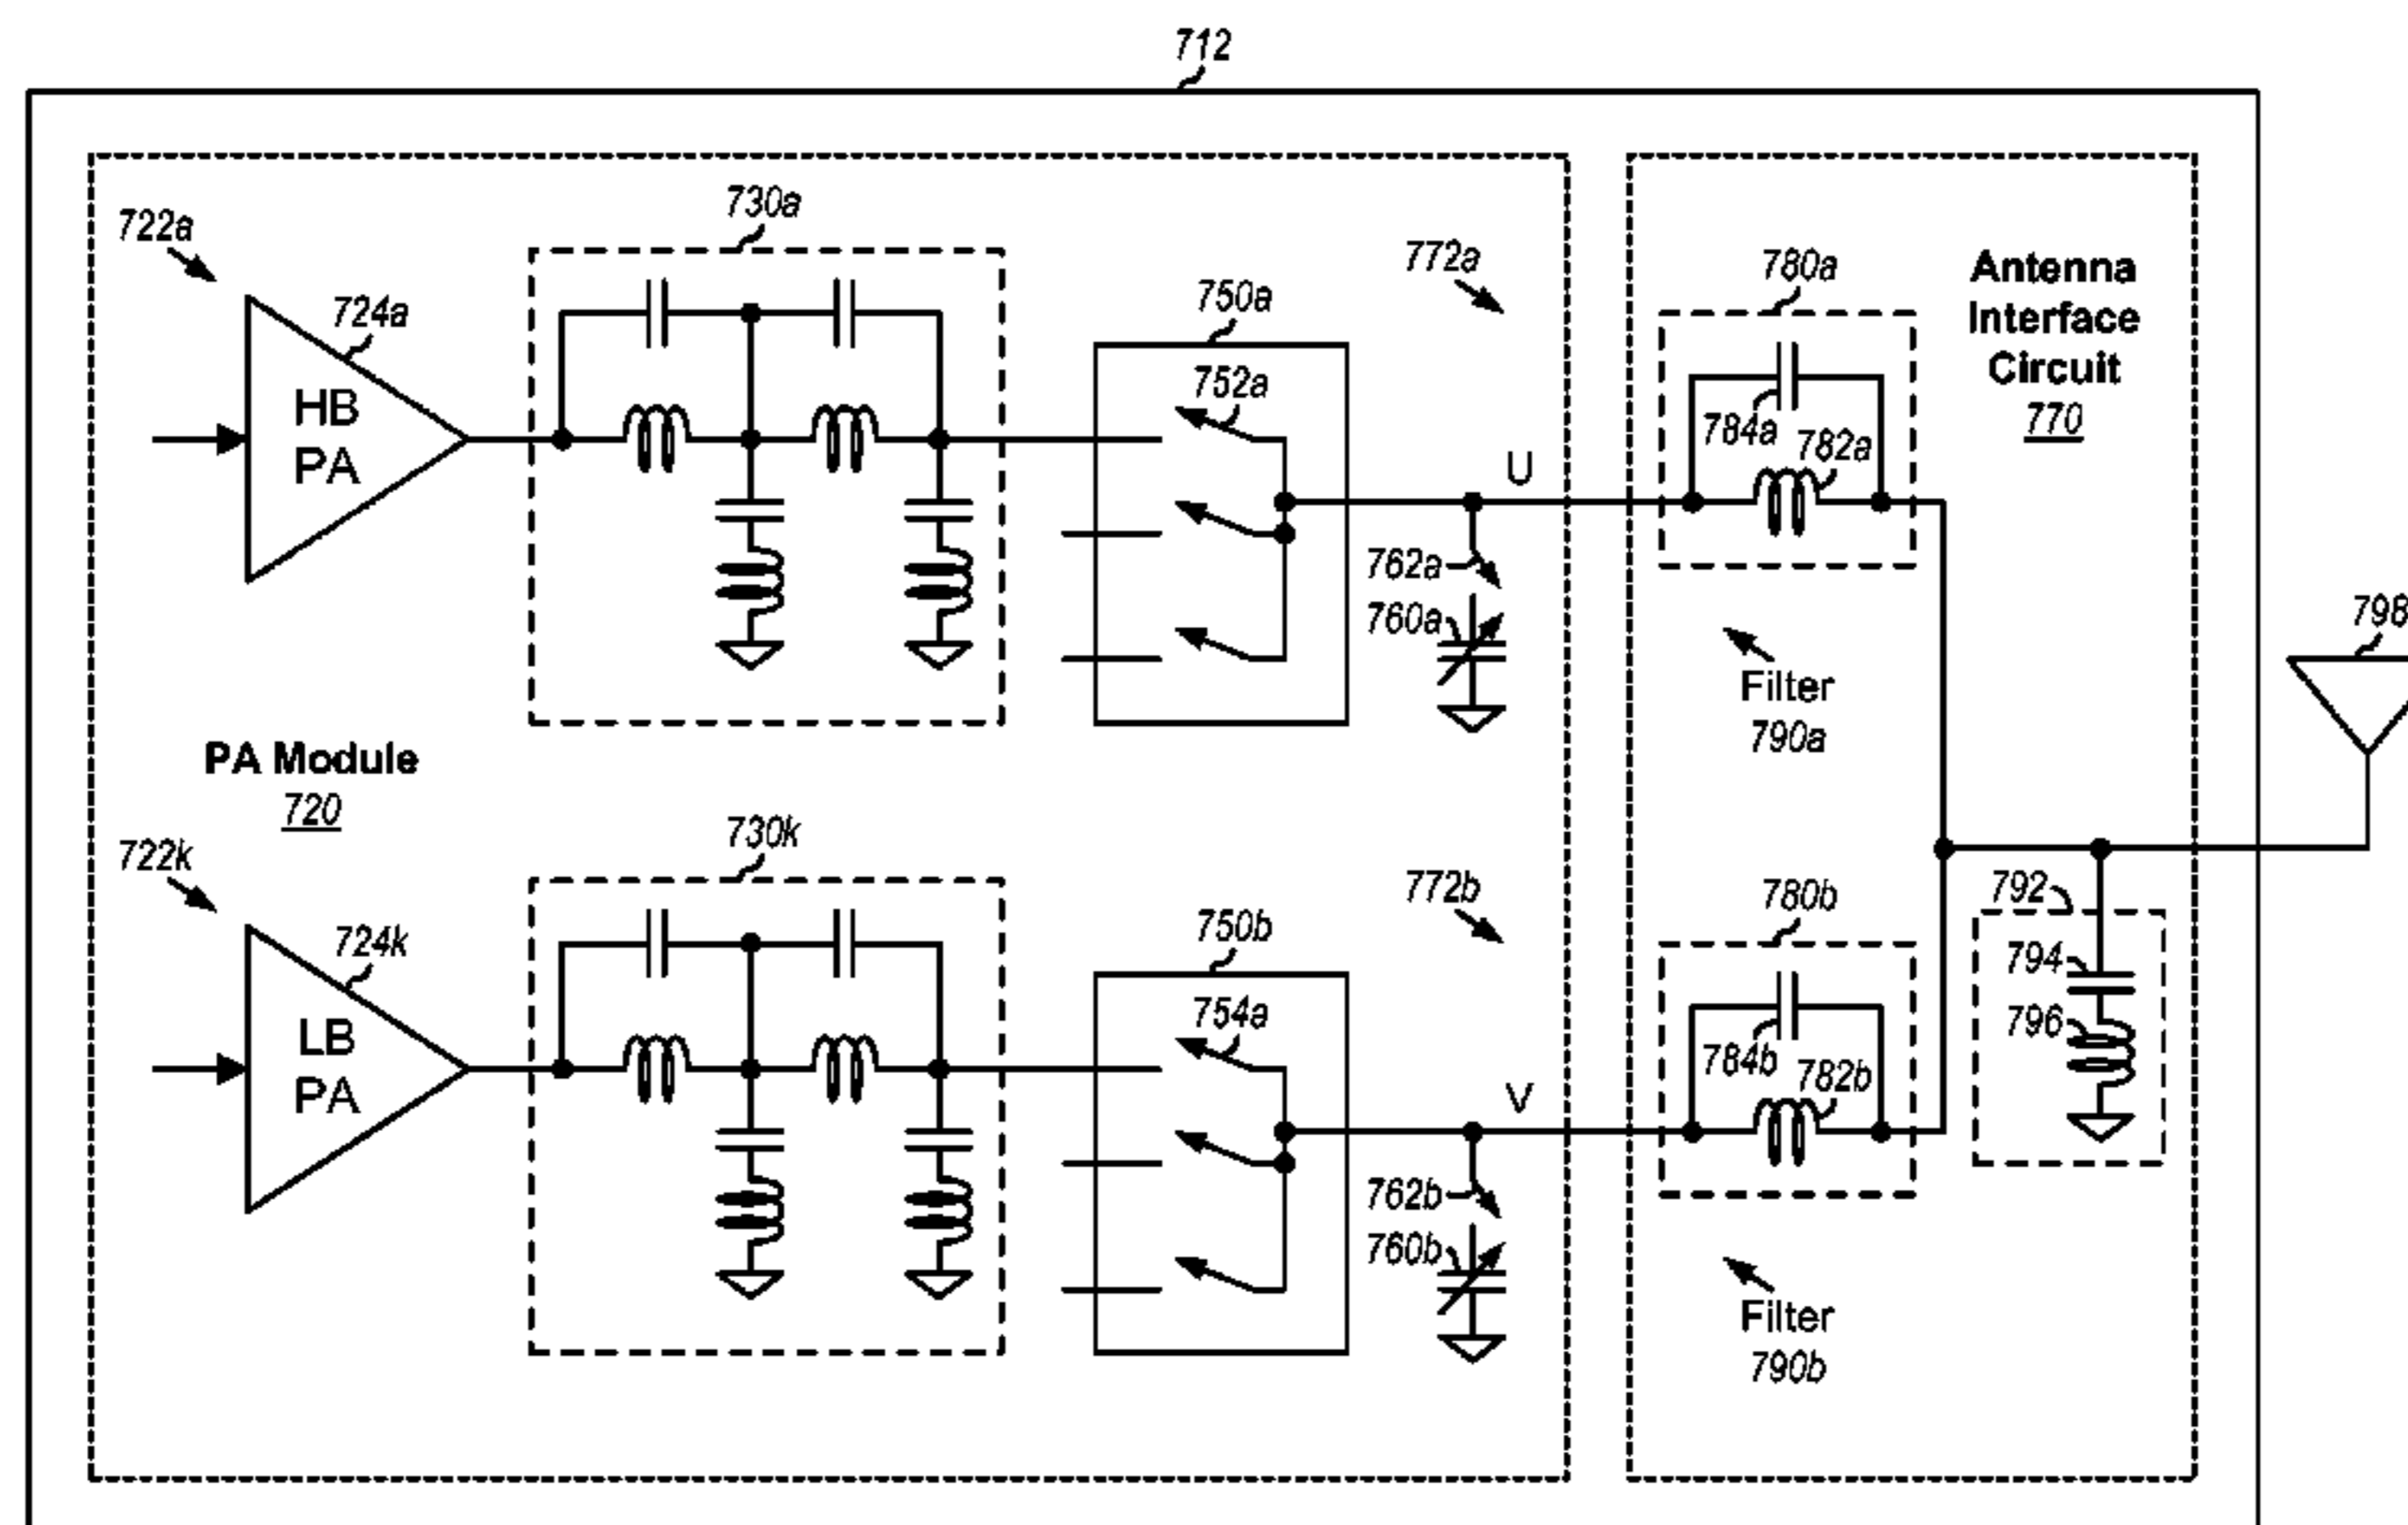 712
730a
722a
772a
780a
Antenna
Interface
Circuit
770
724a
750a
HB
PA
752a
784a
782a
U
762a
760a
798
Filter
790a
PA Module
720
730k
722k
772b
780b
792
724k
750b
794
754a
796
LB
PA
784b
782b
V
762b
760b
Filter
790b